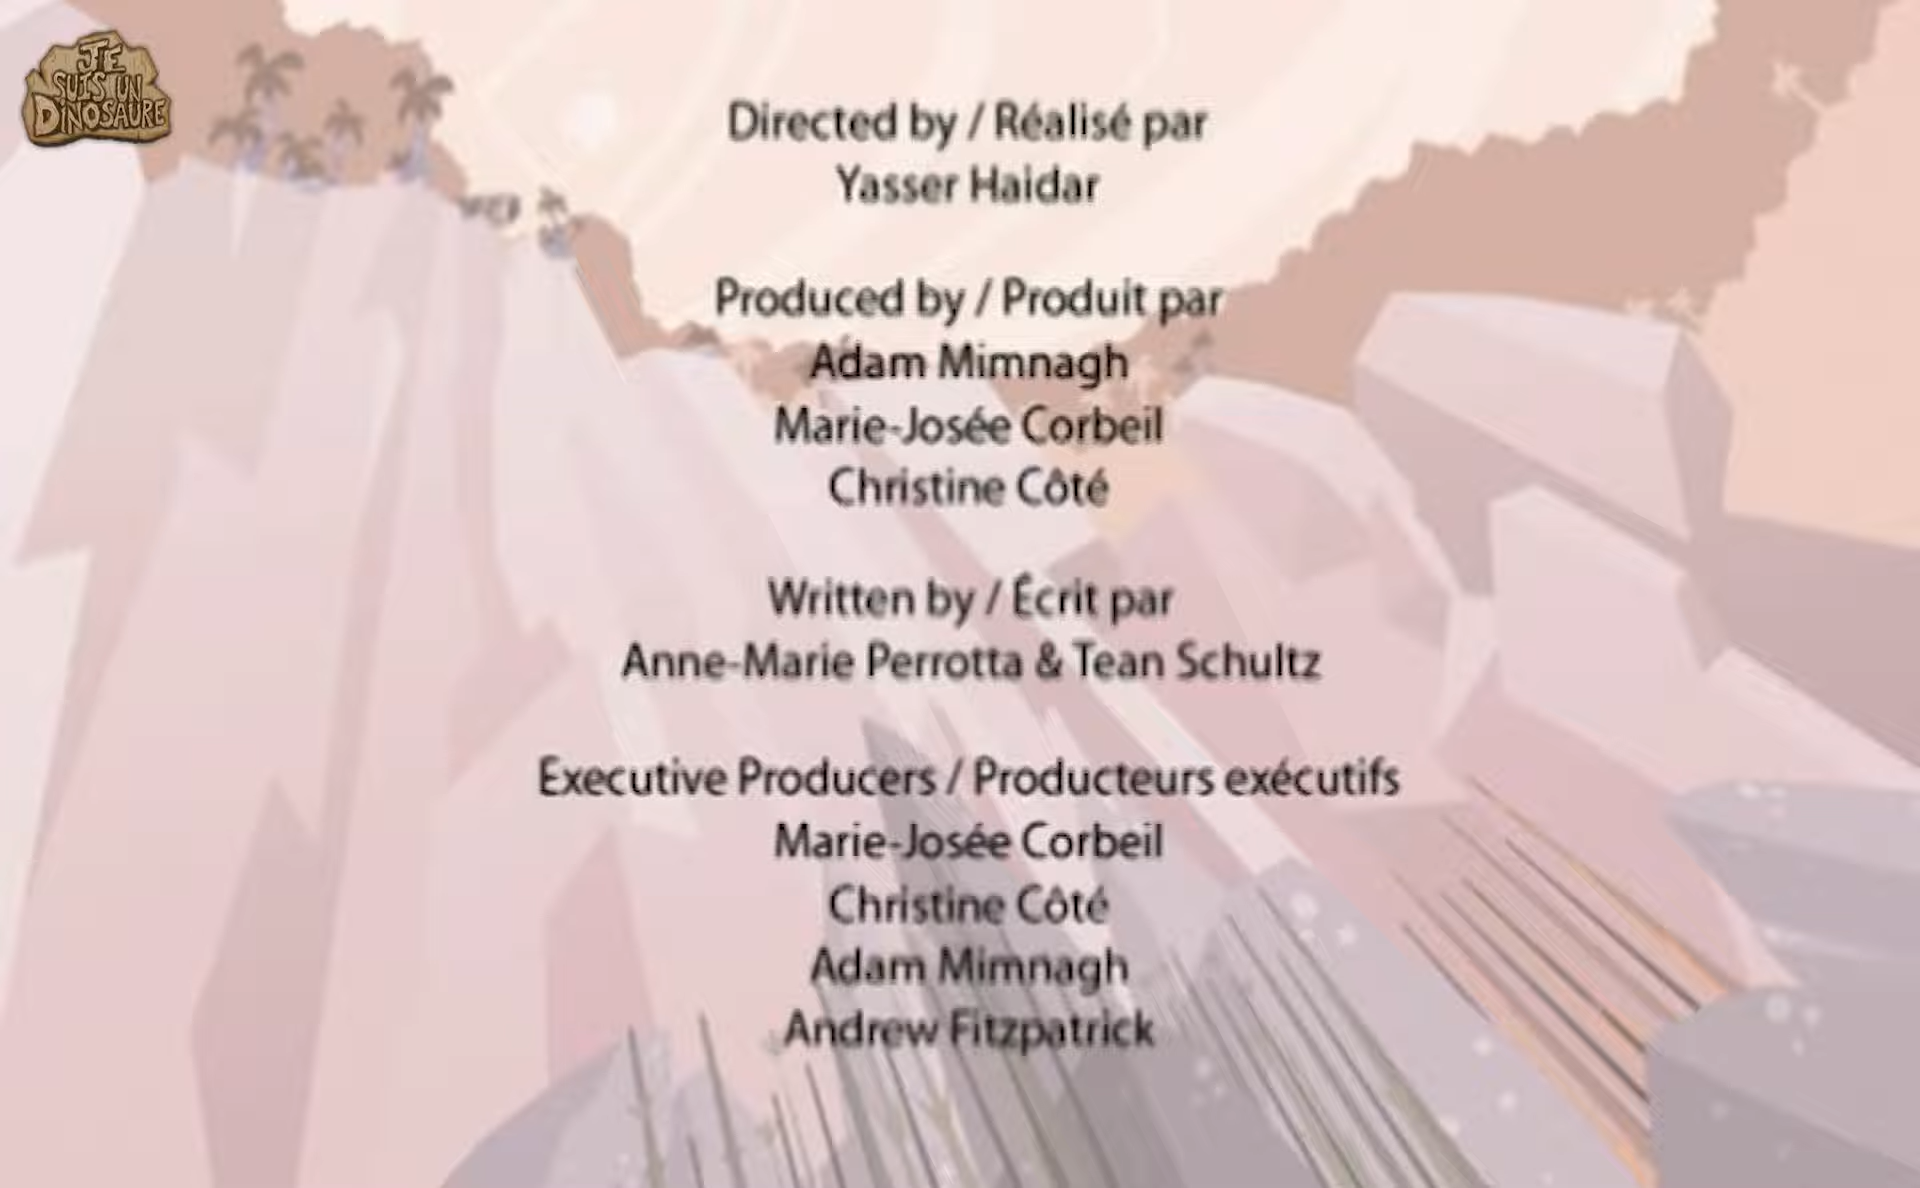 JE
SUIS UN
DINOSAURE
Directed by / Réalisé par
Yasser Haidar
Produced by / Produit par
Adam Mimnagh
Marie-Josée Corbeil
Christine Côté
Written by / Écrit par
Anne-Marie Perrotta & Tean Schultz
Executive Producers / Producteurs exécutifs
Marie-Josée Corbeil
Christine Côté
Adam Mimnagh
Andrew Fitzpatrick